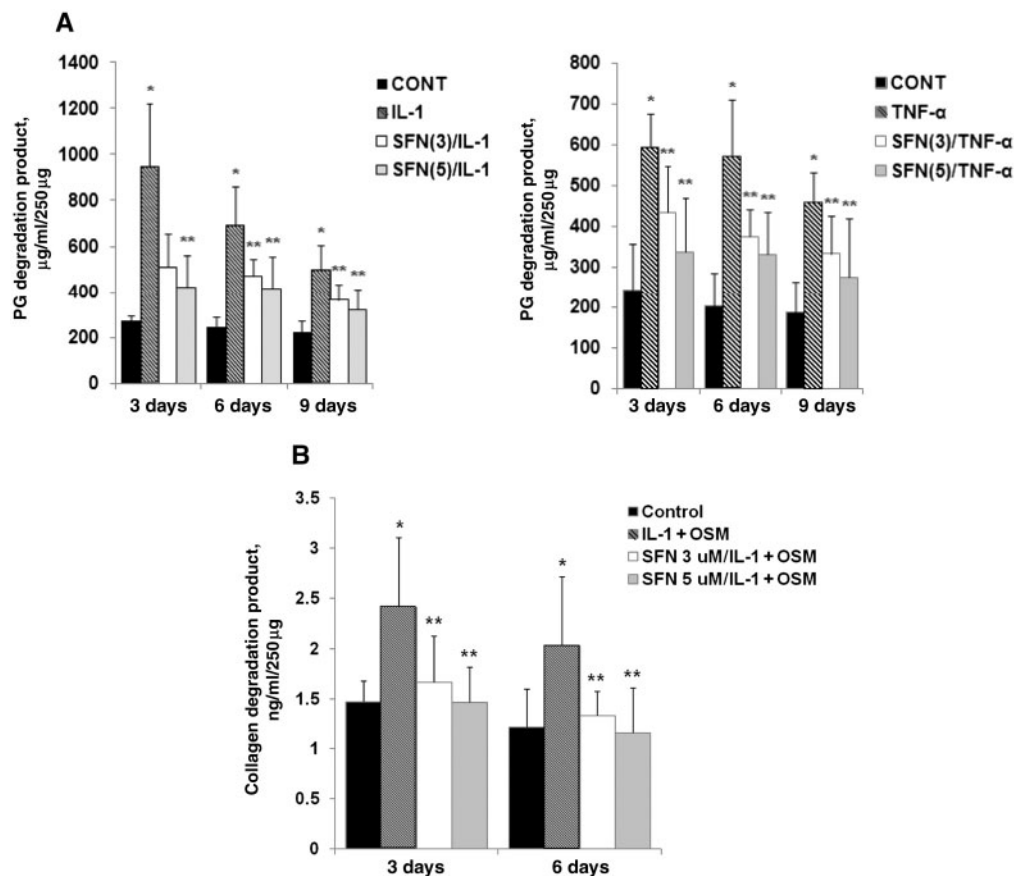 A
PG degradation product,
µg/ml/250µg
1400
1200
1000
800
600
400
200
0
*
**
*
**
**
*
**
**
3 days
6 days
9 days
CONT
IL-1
SFN(3)/IL-1
SFN(5)/IL-1
PG degradation product,
µg/ml/250µg
800
700
600
500
400
300
200
100
0
*
**
**
*
**
**
*
**
**
3 days
6 days
9 days
CONT
TNF-α
SFN(3)/TNF-α
SFN(5)/TNF-α
B
Collagen degradation product,
ng/ml/250µg
3.5
3
2.5
2
1.5
1
0.5
0
*
**
**
*
**
**
3 days
6 days
Control
IL-1 + OSM
SFN 3 uM/IL-1 + OSM
SFN 5 uM/IL-1 + OSM